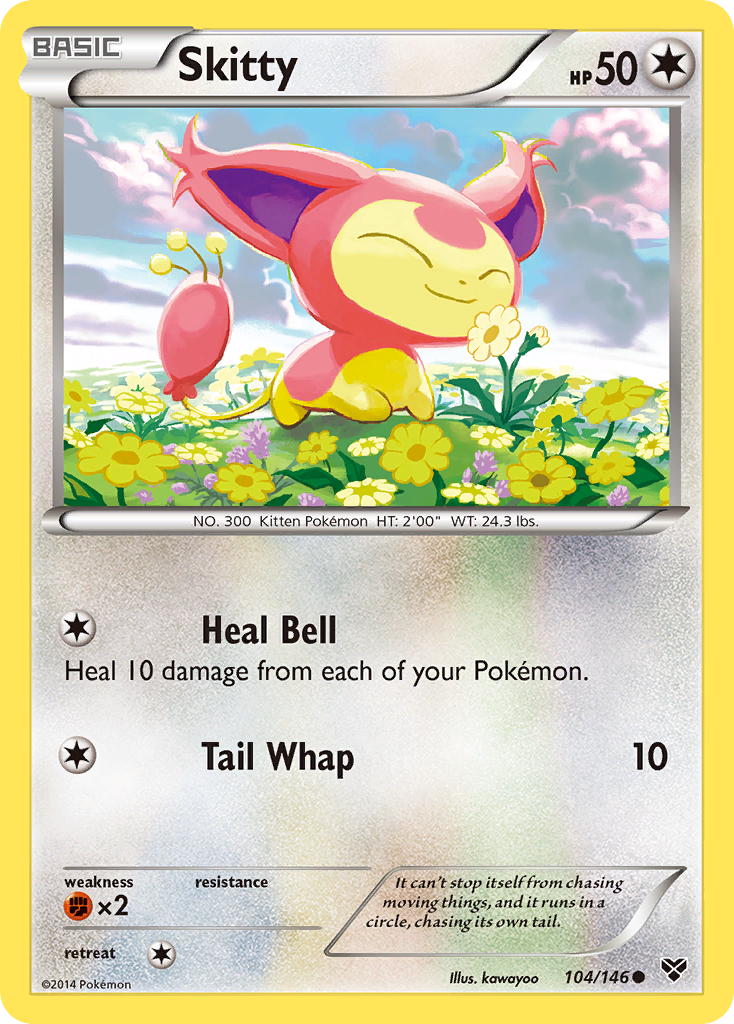 BASIC
Skitty
HP 50
NO. 300 Kitten Pokémon HT: 2'00" WT: 24.3 lbs.
Heal Bell
Heal 10 damage from each of your Pokémon.
Tail Whap 10
weakness resistance
×2
It can't stop itself from chasing
moving things, and it runs in a
circle, chasing its own tail.
retreat
©2014 Pokémon
Illus. kawayoo
104/146